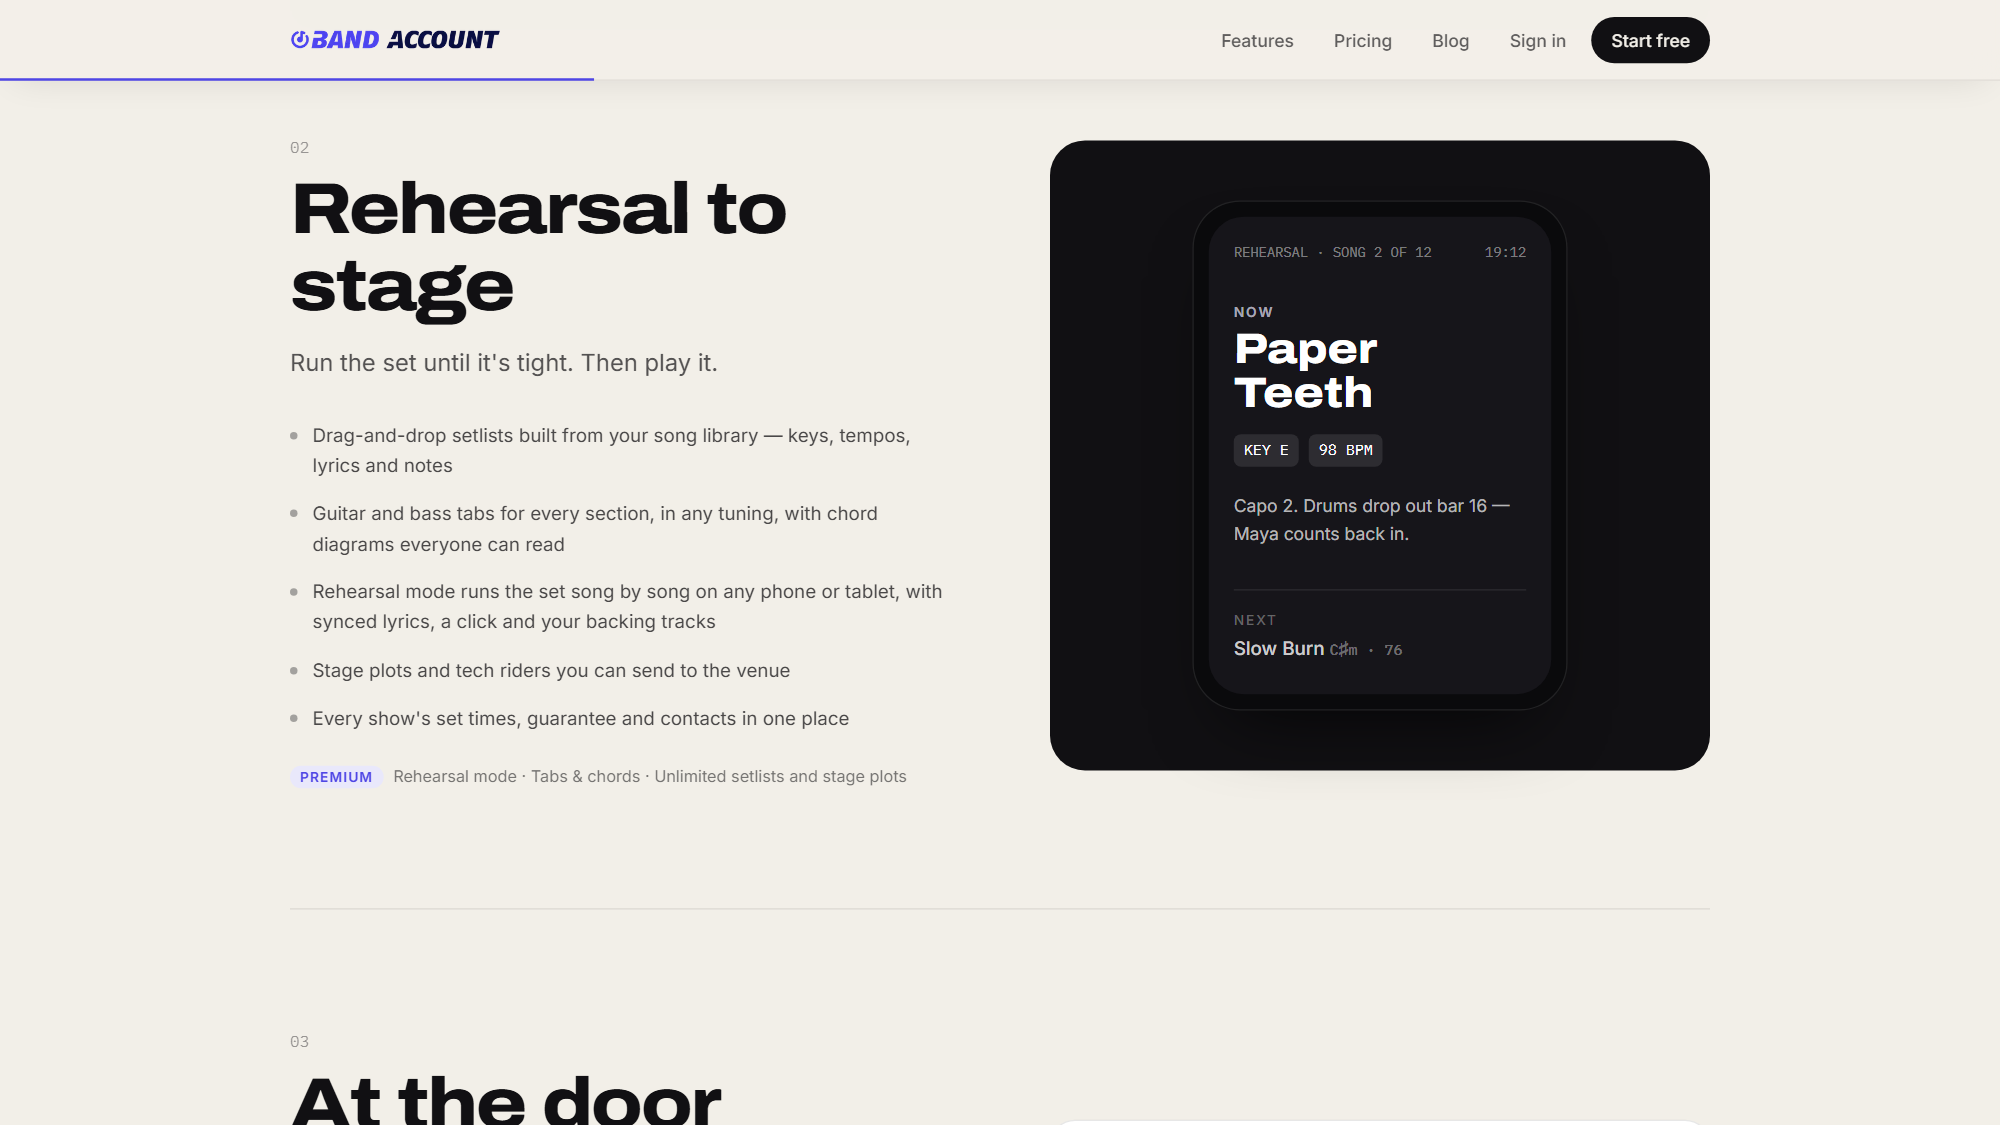 BAND ACCOUNT
Features
Pricing
Blog
Sign in
Start free
02
Rehearsal to
stage
Run the set until it's tight. Then play it.
Drag-and-drop setlists built from your song library — keys, tempos,
lyrics and notes
Guitar and bass tabs for every section, in any tuning, with chord
diagrams everyone can read
Rehearsal mode runs the set song by song on any phone or tablet, with
synced lyrics, a click and your backing tracks
Stage plots and tech riders you can send to the venue
Every show's set times, guarantee and contacts in one place
PREMIUM Rehearsal mode · Tabs & chords · Unlimited setlists and stage plots
REHEARSAL · SONG 2 OF 12 19:12
NOW
Paper
Teeth
KEY E 98 BPM
Capo 2. Drums drop out bar 16 —
Maya counts back in.
NEXT
Slow Burn C♯m · 76
03
At the door